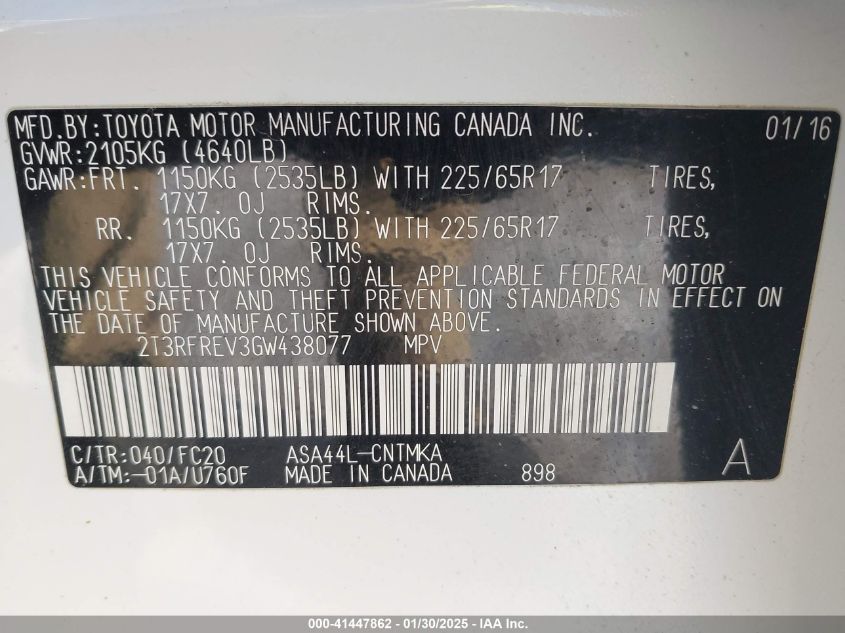 MFD.BY:TOYOTA MOTOR MANUFACTURING CANADA INC. 01/16
GVWR:2105KG (4640LB)
GAWR:FRT. 1150KG (2535LB) WITH 225/65R17 TIRES,
17X7. 0J RIMS.
RR. 1150KG (2535LB) WITH 225/65R17 TIRES,
17X7. 0J RIMS.
THIS VEHICLE CONFORMS TO ALL APPLICABLE FEDERAL MOTOR
VEHICLE SAFETY AND THEFT PREVENTION STANDARDS IN EFFECT ON
THE DATE OF MANUFACTURE SHOWN ABOVE.
2T3RFREV3GW438077 MPV
C/TR:040/FC20 ASA44L-CNTMKA
A/TM:-01A/U760F MADE IN CANADA 898 A
000-41447862 - 01/30/2025 - IAA Inc.